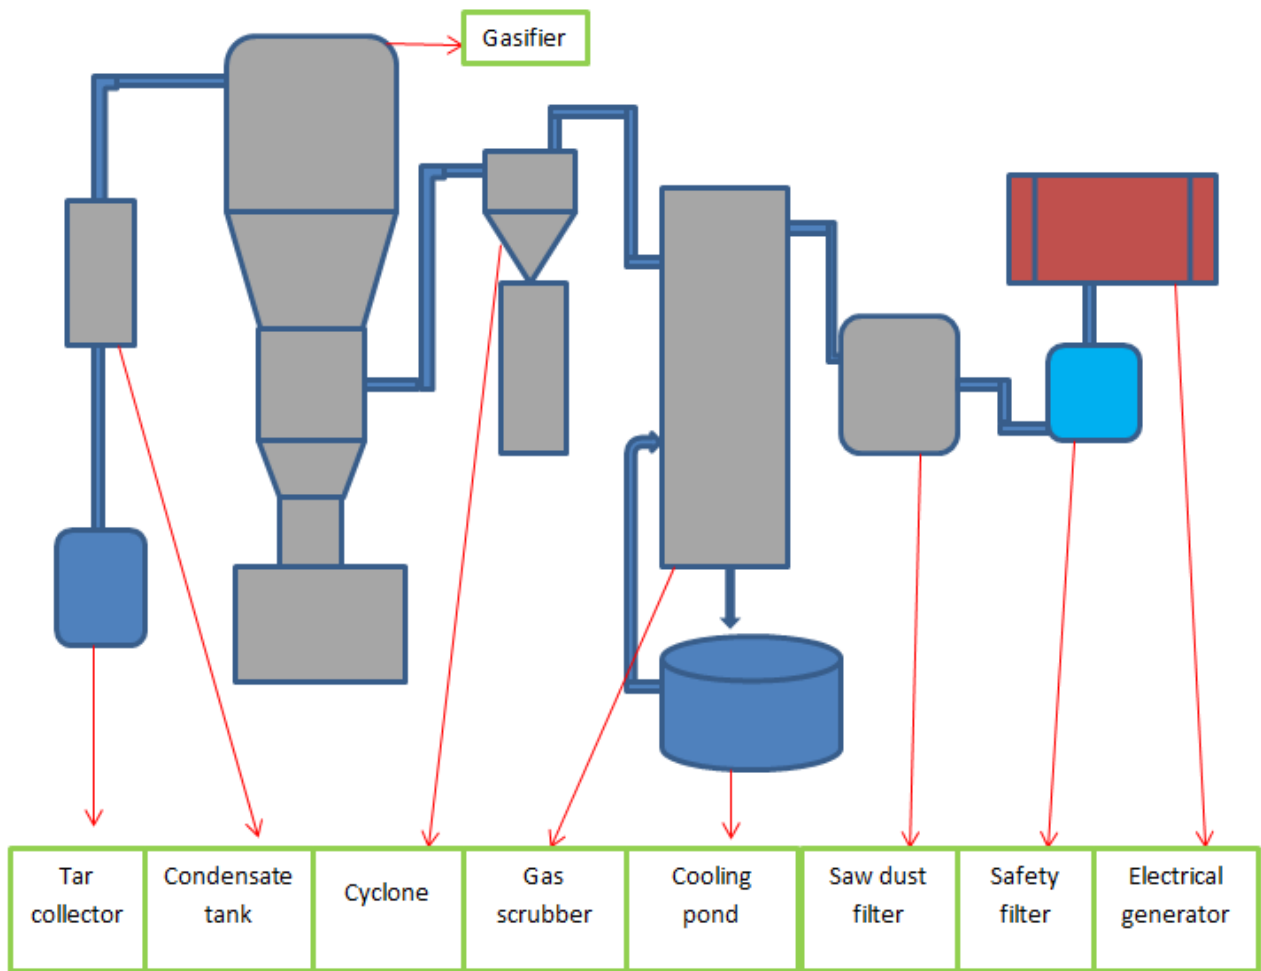 Gasifier
Tar
collector
Condensate
tank
Cyclone
Gas
scrubber
Cooling
pond
Saw dust
filter
Safety
filter
Electrical
generator